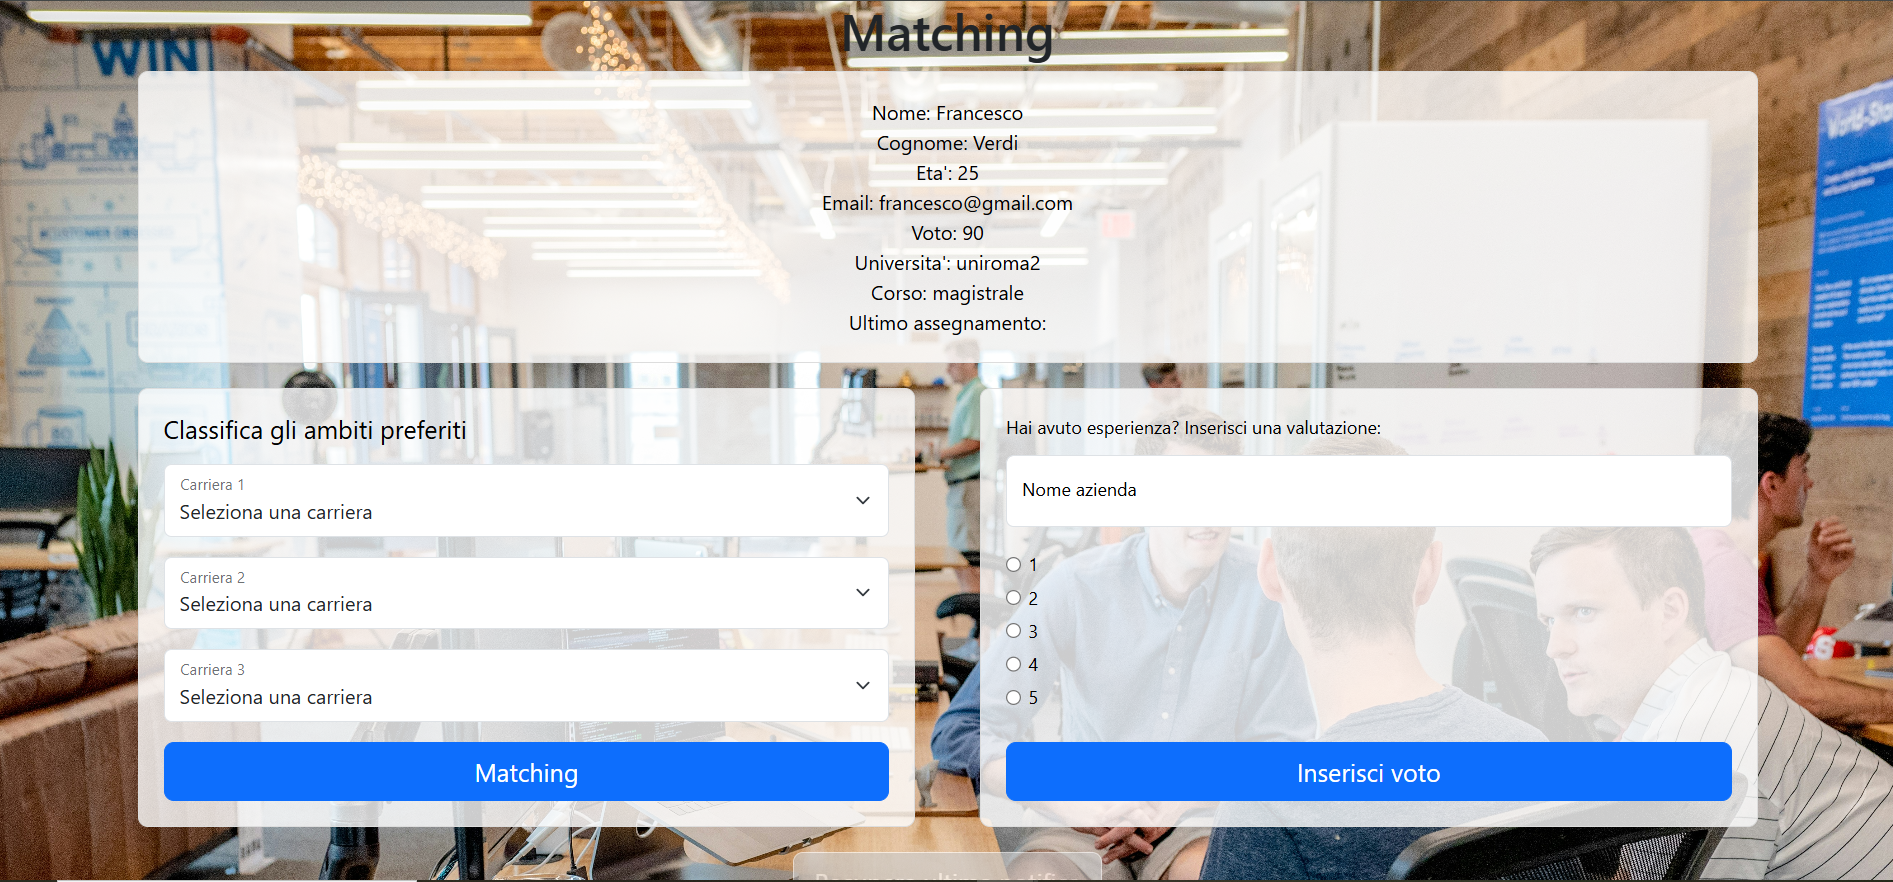 WIN
Matching
Nome: Francesco
Cognome: Verdi
Eta': 25
Email: francesco@gmail.com
Voto: 90
Universita': uniroma2
Corso: magistrale
Ultimo assegnamento:
Classifica gli ambiti preferiti
Carriera 1
Seleziona una carriera
Carriera 2
Seleziona una carriera
Carriera 3
Seleziona una carriera
Matching
Hai avuto esperienza? Inserisci una valutazione:
Nome azienda
1
2
3
4
5
Inserisci voto